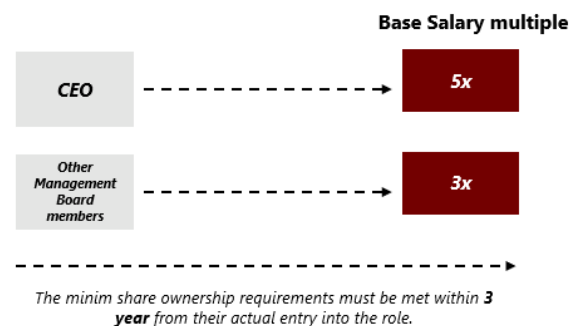 Base Salary multiple
CEO
5x
Other
Management
Board
members
3x
The minim share ownership requirements must be met within 3
year from their actual entry into the role.